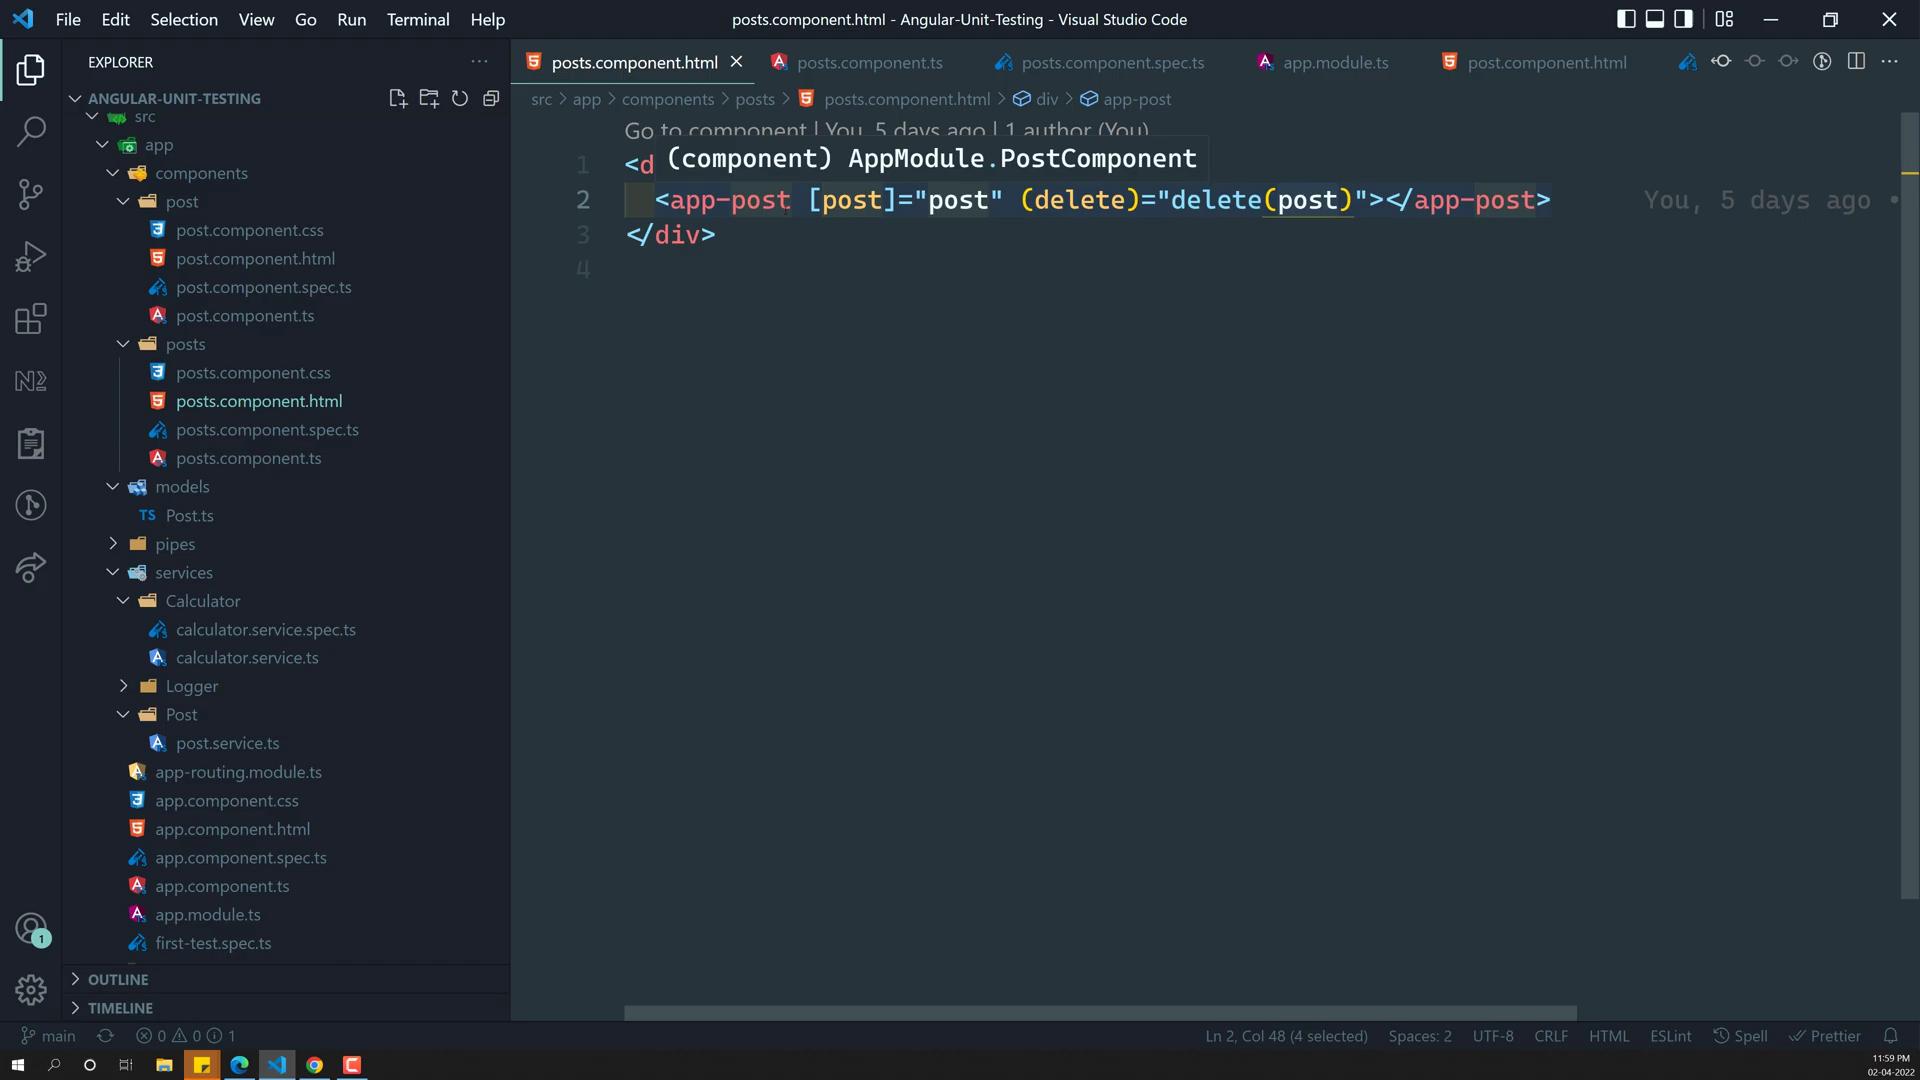 File Edit Selection View Go Run Terminal Help
posts.component.html - Angular-Unit-Testing - Visual Studio Code
EXPLORER
ANGULAR-UNIT-TESTING
src
app
components
post
post.component.css
post.component.html
post.component.spec.ts
post.component.ts
posts
posts.component.css
posts.component.html
posts.component.spec.ts
posts.component.ts
models
TS Post.ts
pipes
services
Calculator
calculator.service.spec.ts
calculator.service.ts
Logger
Post
post.service.ts
app-routing.module.ts
app.component.css
app.component.html
app.component.spec.ts
app.component.ts
app.module.ts
first-test.spec.ts
OUTLINE
TIMELINE
posts.component.html posts.component.ts posts.component.spec.ts app.module.ts post.component.html
src > app > components > posts > posts.component.html > div > app-post
Go to component | You, 5 days ago | 1 author (You)
(component) AppModule.PostComponent
1 <d
2 <app-post [post]="post" (delete)="delete(post)"></app-post> You, 5 days ago •
3 </div>
4
1
main 0 0 1 Ln 2, Col 48 (4 selected) Spaces: 2 UTF-8 CRLF HTML ESLint Spell Prettier
11:59 PM
02-04-2022